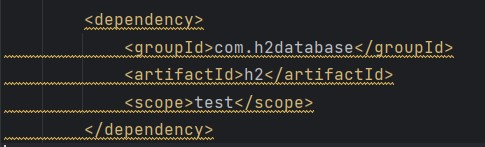 <dependency>
<groupId>com.h2database</groupId>
<artifactId>h2</artifactId>
<scope>test</scope>
</dependency>